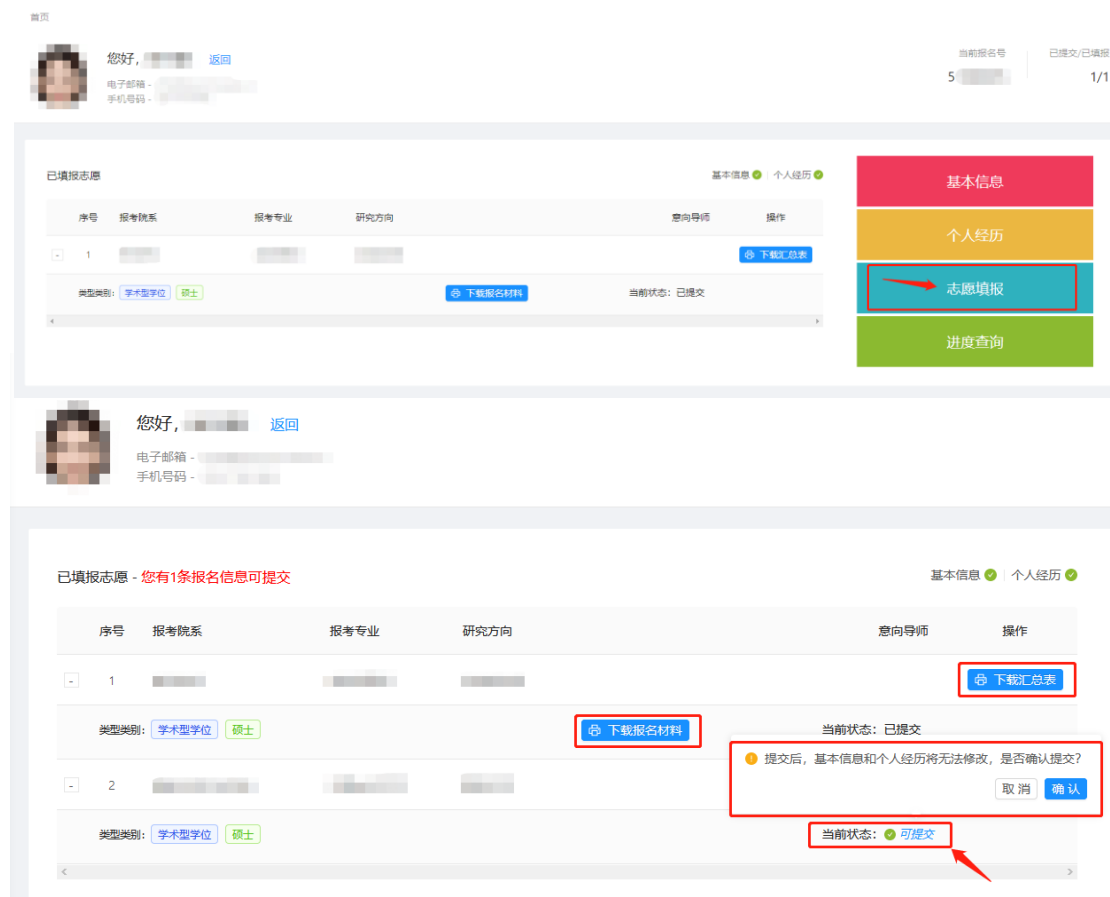 首页
您好, 返回
电子邮箱 -
手机号码 -
当前报名号 已提交/已填报
5 1/1
已填报志愿 基本信息 个人经历
序号 报考院系 报考专业 研究方向 意向导师 操作
- 1 下载汇总表
类型类别: 学术型学位 硕士 下载报名材料 当前状态: 已提交
基本信息
个人经历
志愿填报
进度查询
您好, 返回
电子邮箱 -
手机号码 -
已填报志愿 - 您有1条报名信息可提交 基本信息 个人经历
序号 报考院系 报考专业 研究方向 意向导师 操作
- 1 下载汇总表
类型类别: 学术型学位 硕士 下载报名材料 当前状态: 已提交
提交后，基本信息和个人经历将无法修改，是否确认提交？
取消 确认
- 2
类型类别: 学术型学位 硕士 当前状态: 可提交